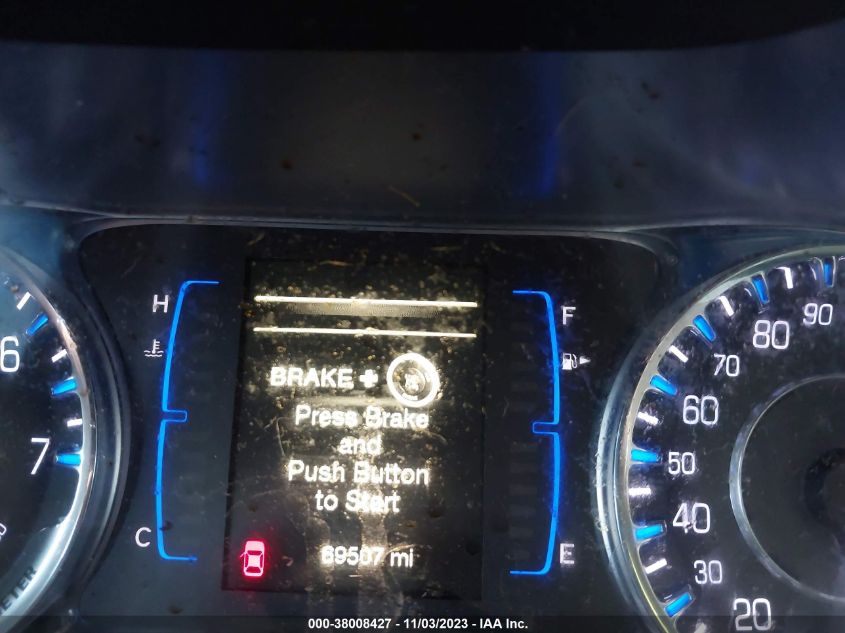 H
F
6
7
C
E
BRAKE +
Press Brake
and
Push Button
to Start
69507 mi
90
80
70
60
50
40
30
20
000-38008427 - 11/03/2023 - IAA Inc.